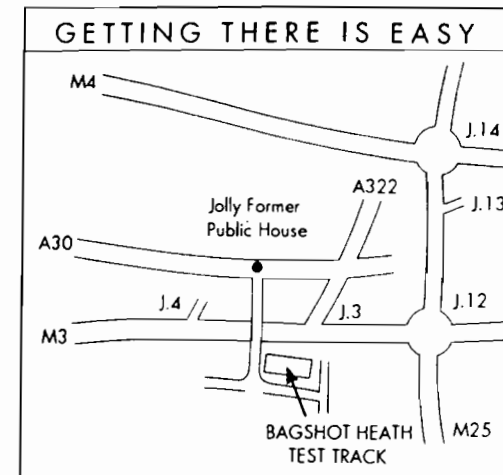 GETTING THERE IS EASY
M4
J.14
A322
J.13
Jolly Former
Public House
A30
J.4
J.3
J.12
M3
BAGSHOT HEATH
TEST TRACK
M25